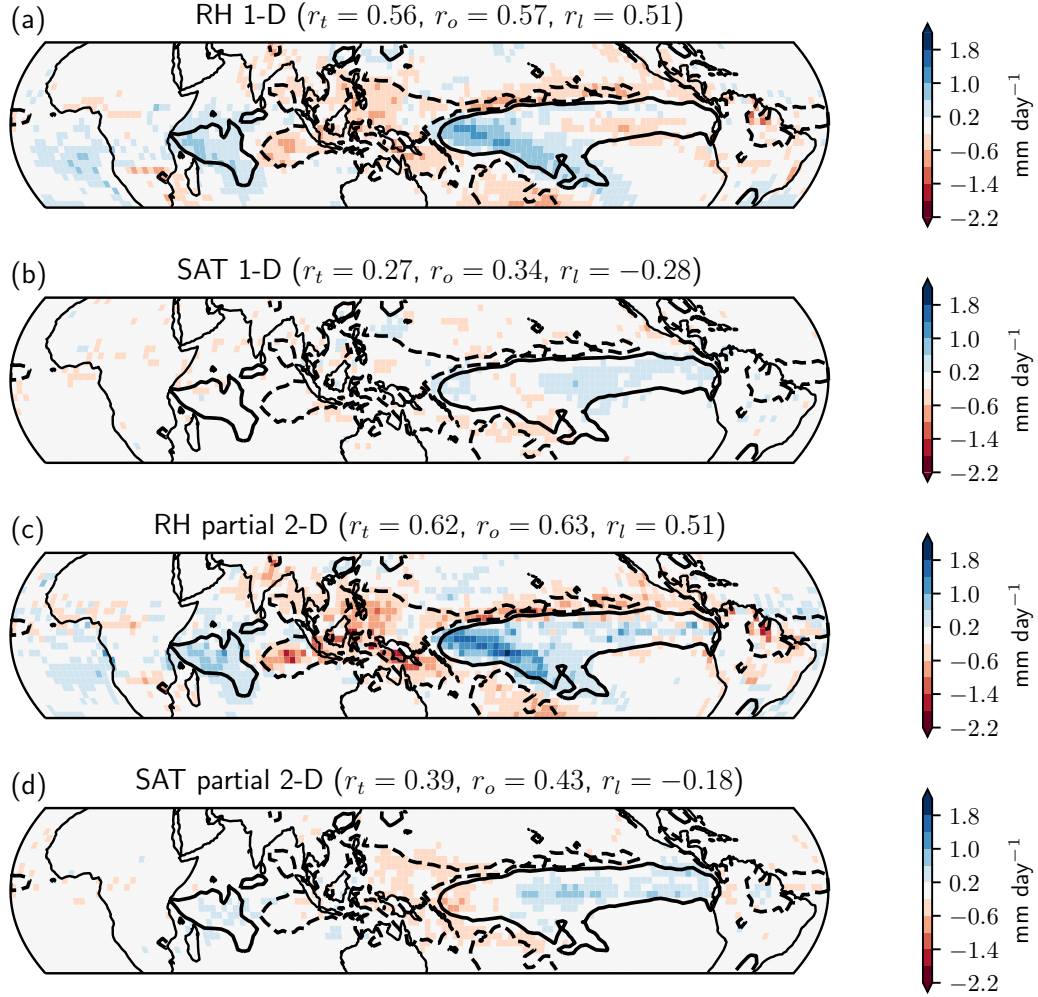 (a)
RH 1-D (r_t = 0.56, r_o = 0.57, r_l = 0.51)
1.8
1.0
0.2
−0.6
−1.4
−2.2
mm day⁻¹
(b)
SAT 1-D (r_t = 0.27, r_o = 0.34, r_l = −0.28)
1.8
1.0
0.2
−0.6
−1.4
−2.2
mm day⁻¹
(c)
RH partial 2-D (r_t = 0.62, r_o = 0.63, r_l = 0.51)
1.8
1.0
0.2
−0.6
−1.4
−2.2
mm day⁻¹
(d)
SAT partial 2-D (r_t = 0.39, r_o = 0.43, r_l = −0.18)
1.8
1.0
0.2
−0.6
−1.4
−2.2
mm day⁻¹